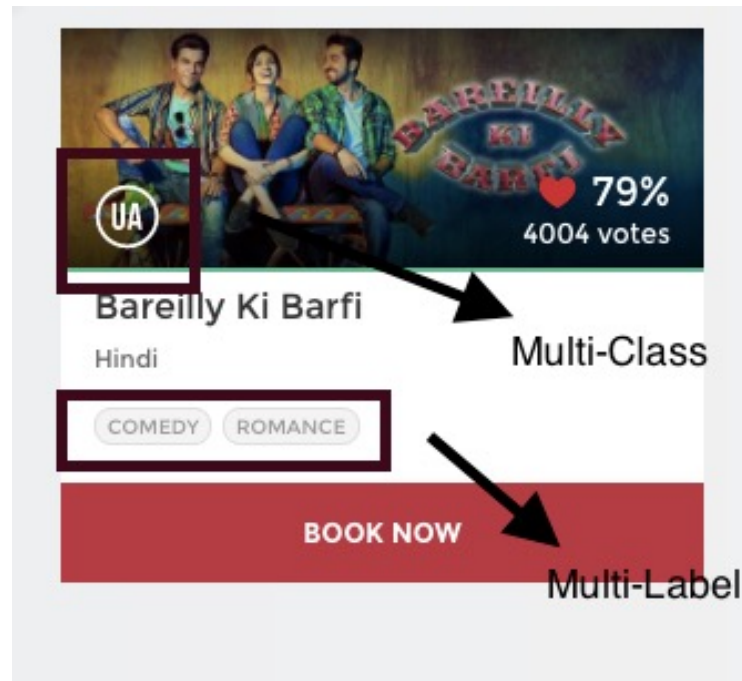 BAREILLY
KI
BARFI
UA
79%
4004 votes
Bareilly Ki Barfi
Hindi
Multi-Class
COMEDY ROMANCE
BOOK NOW
Multi-Label